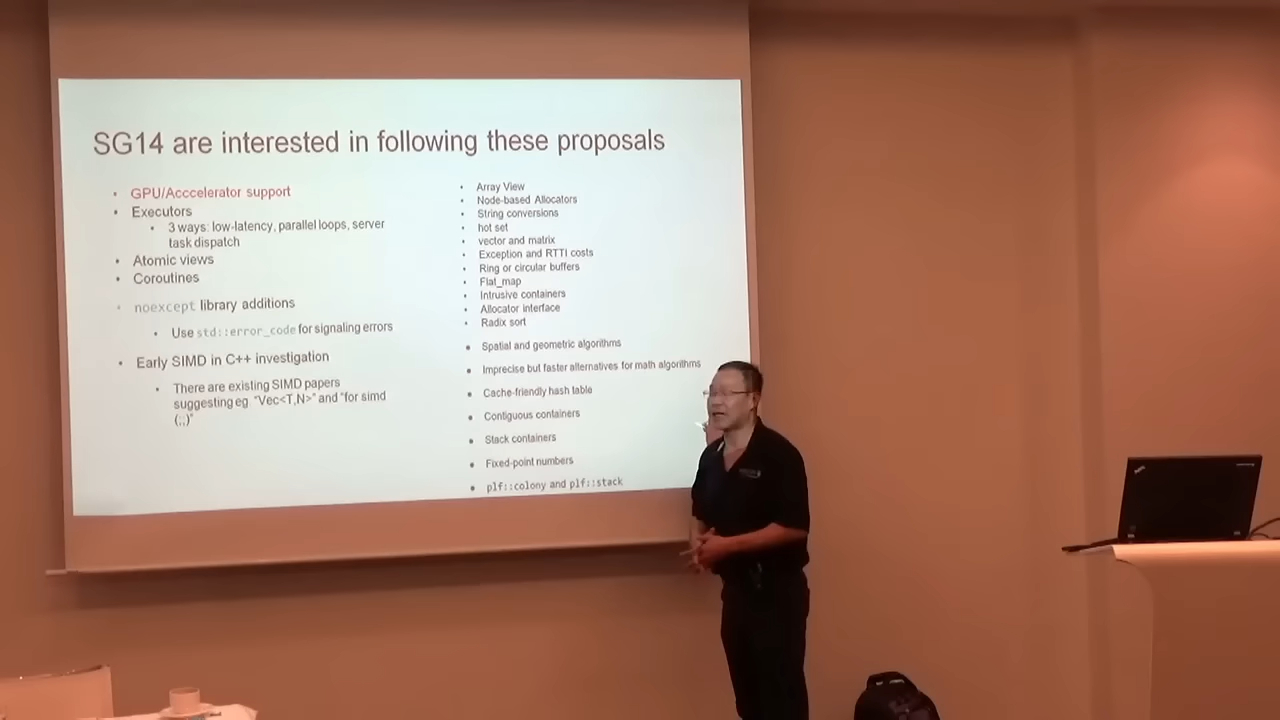 SG14 are interested in following these proposals
GPU/Acccelerator support
Executors
3 ways: low-latency, parallel loops, server
task dispatch
Atomic views
Coroutines
noexcept library additions
Use std::error_code for signaling errors
Early SIMD in C++ investigation
There are existing SIMD papers
suggesting eg. "Vec<T,N>" and "for simd
(;;)"
Array View
Node-based Allocators
String conversions
hot set
vector and matrix
Exception and RTTI costs
Ring or circular buffers
Flat_map
Intrusive containers
Allocator interface
Radix sort
Spatial and geometric algorithms
Imprecise but faster alternatives for math algorithms
Cache-friendly hash table
Contiguous containers
Stack containers
Fixed-point numbers
plf::colony and plf::stack